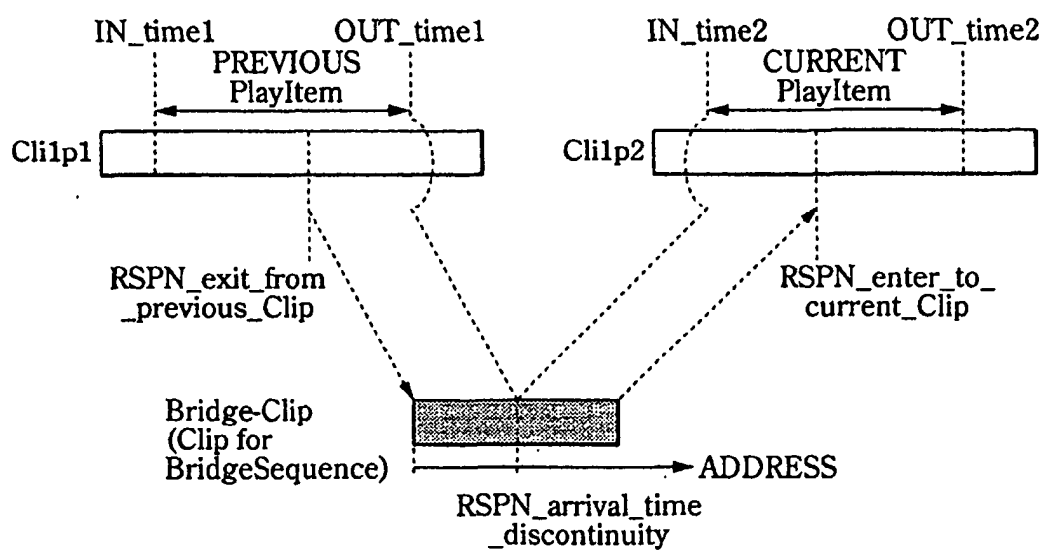 IN_time1
OUT_time1
IN_time2
OUT_time2
PREVIOUS
PlayItem
CURRENT
PlayItem
Cli1p1
Cli1p2
RSPN_exit_from
_previous_Clip
RSPN_enter_to_
current_Clip
Bridge-Clip
(Clip for
BridgeSequence)
ADDRESS
RSPN_arrival_time
_discontinuity